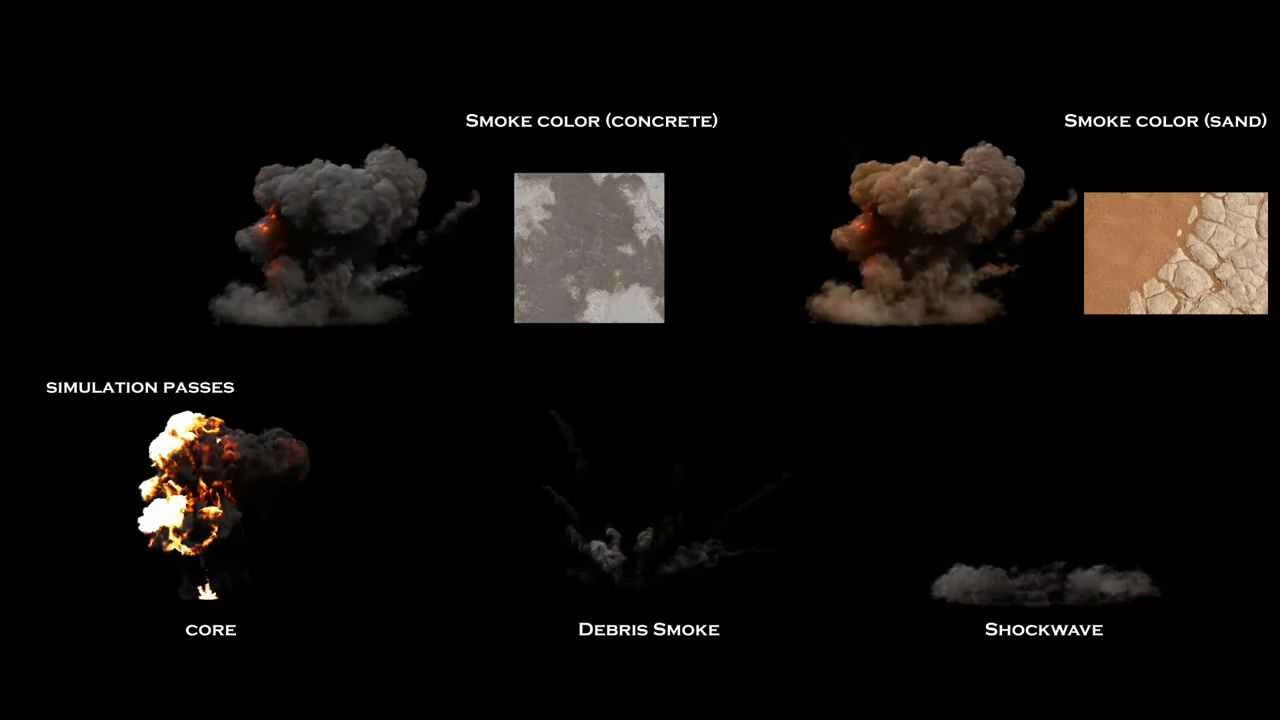 Smoke color (concrete)
Smoke color (sand)
simulation passes
core
Debris Smoke
Shockwave